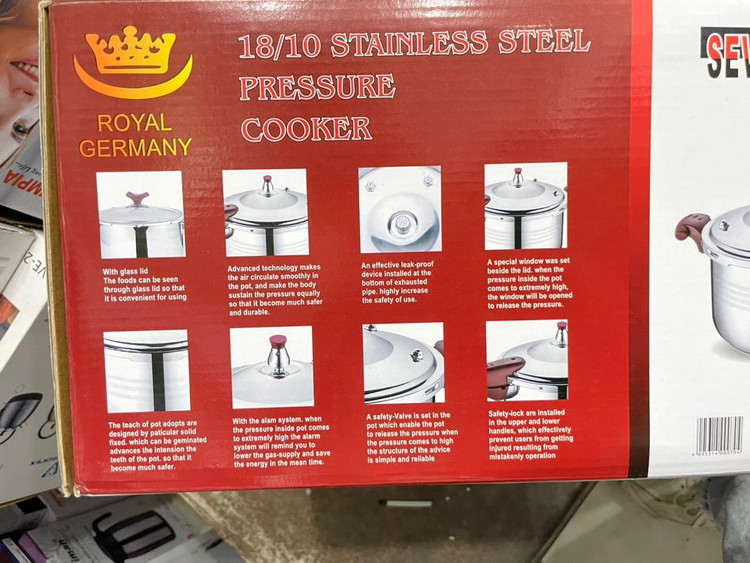 ROYAL
GERMANY
18/10 STAINLESS STEEL
PRESSURE
COOKER
SEV
With glass lid
The foods can be seen
through glass lid so that
it is convenient for using
Advanced technology makes
the air circulate smoothly in
the pot, and make the body
sustain the pressure equally
so that it become much safer
and durable.
An effective leak-proof
device installed at the
bottom of exhausted
pipe. highly increase
the safety of use.
A special window was set
beside the lid. when the
pressure inside the pot
comes to extremely high,
the window will be opened
to release the pressure.
The teach of pot adopts are
designed by paticular solid
fixed. which can be geminated
advances the intension the
teeth of the pot. so that it
become much safer.
With the alam system. when
the pressure inside pot comes
to extremely high the alarm
system will remind you to
lower the gas-supply and save
the energy in the mean time.
A safety-Valve is set in the
pot which enable the pot
to release the pressure when
the pressure comes to high
the structure of the advice
is simple and reliable
Safety-lock are installed
in the upper and lower
handles, which effectively
prevent users from getting
injured resulting from
mistakenly operation
MPIA
VE-2
iman